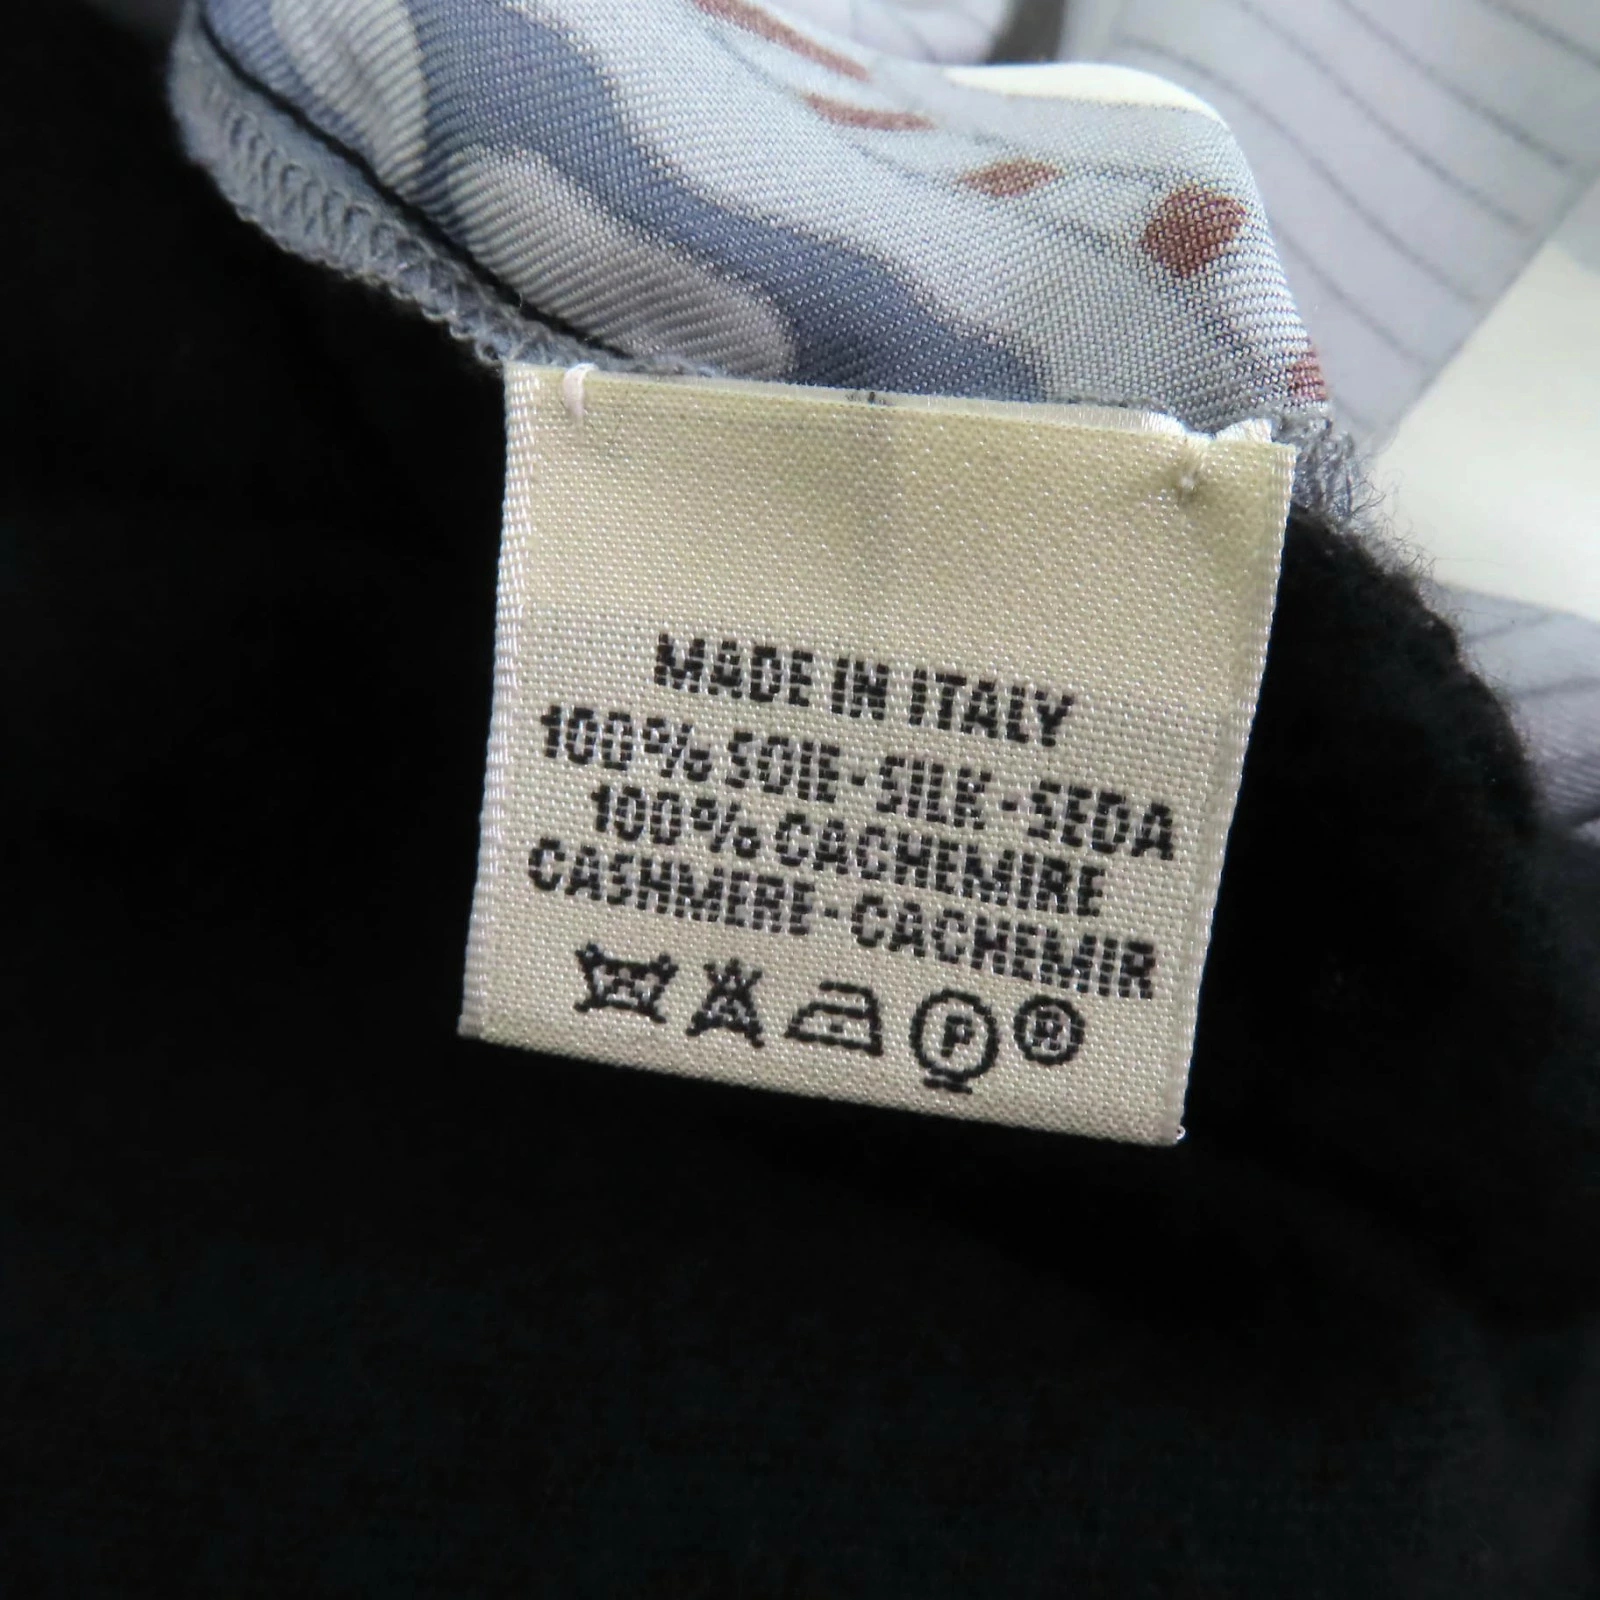 MADE IN ITALY
100% SOIE-SILK-SEDA
100% CACHEMIRE
CASHMERE-CACHEMIR
P ®